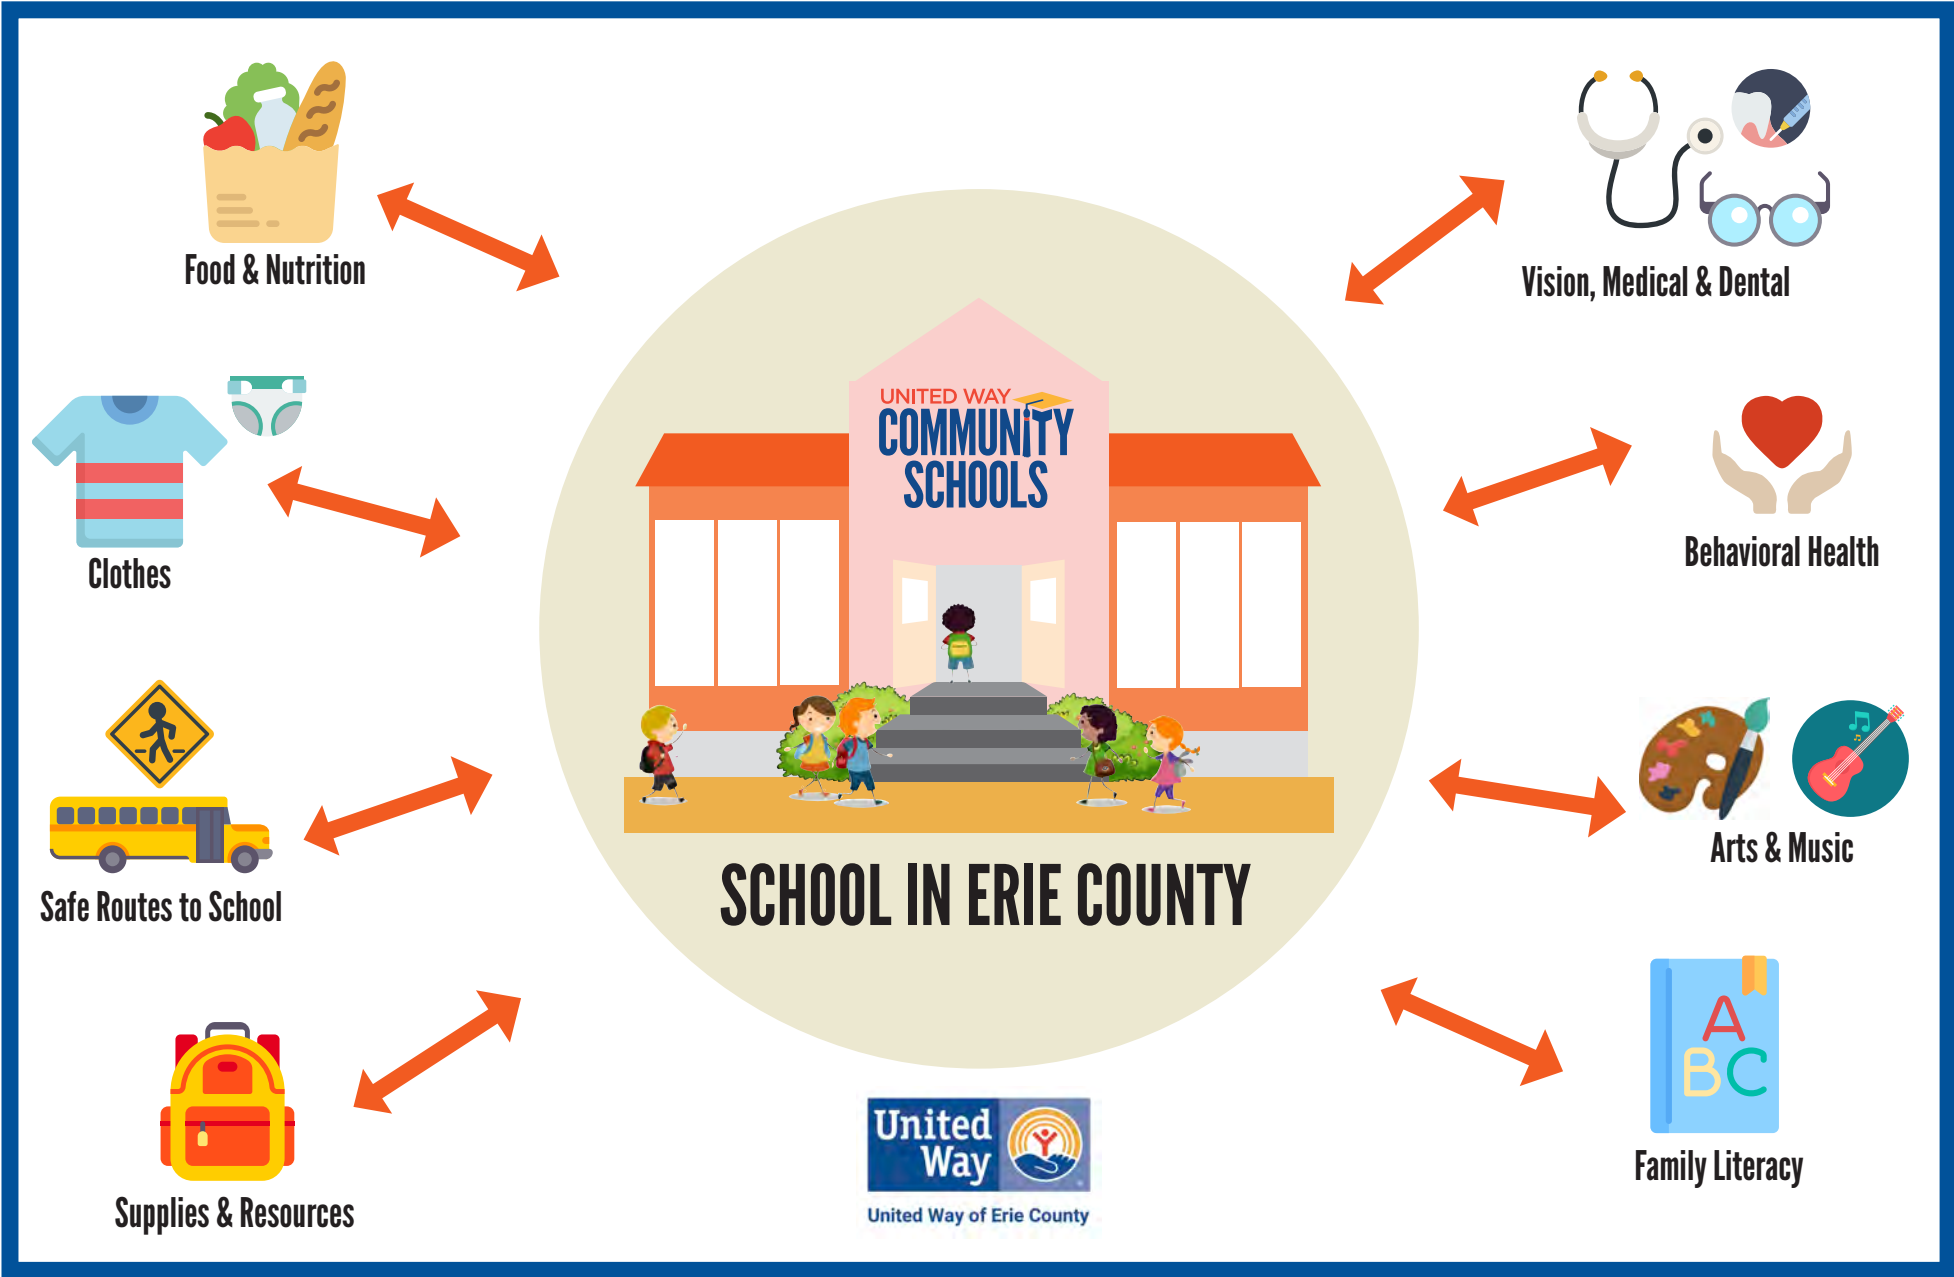 Food & Nutrition
Vision, Medical & Dental
UNITED WAY
COMMUNITY
SCHOOLS
Clothes
Behavioral Health
Safe Routes to School
Arts & Music
SCHOOL IN ERIE COUNTY
A
BC
Supplies & Resources
Family Literacy
United
Way
United Way of Erie County